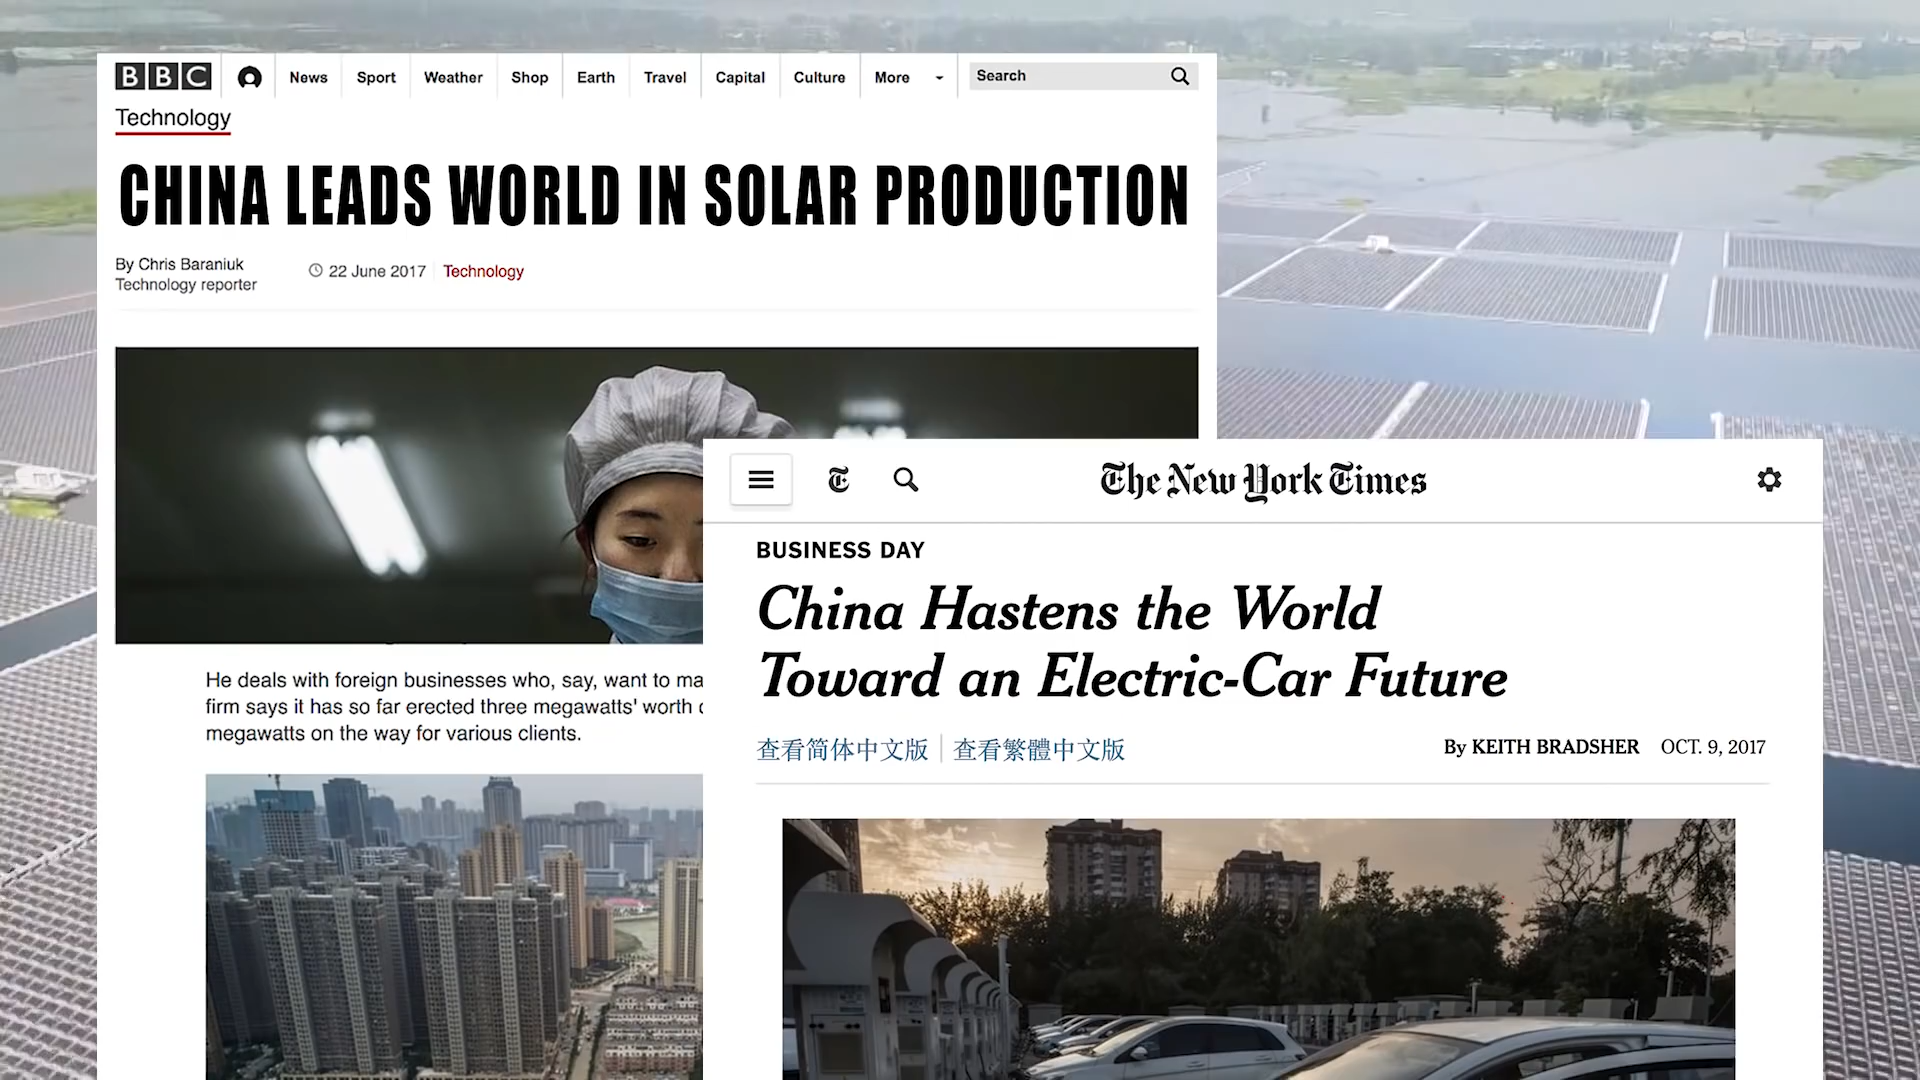 BBC
News
Sport
Weather
Shop
Earth
Travel
Capital
Culture
More
Search
Technology
CHINA LEADS WORLD IN SOLAR PRODUCTION
By Chris Baraniuk
Technology reporter
22 June 2017
Technology
He deals with foreign businesses who, say, want to ma
firm says it has so far erected three megawatts' worth
megawatts on the way for various clients.
The New York Times
BUSINESS DAY
China Hastens the World
Toward an Electric-Car Future
查看简体中文版
查看繁體中文版
By KEITH BRADSHER OCT. 9, 2017